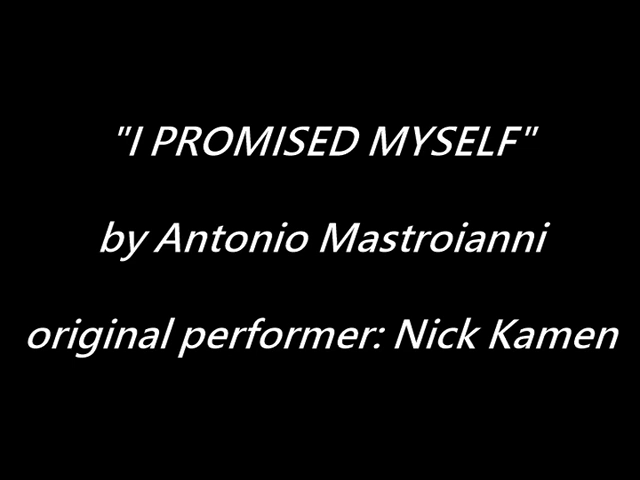 "I PROMISED MYSELF"
by Antonio Mastroianni
original performer: Nick Kamen